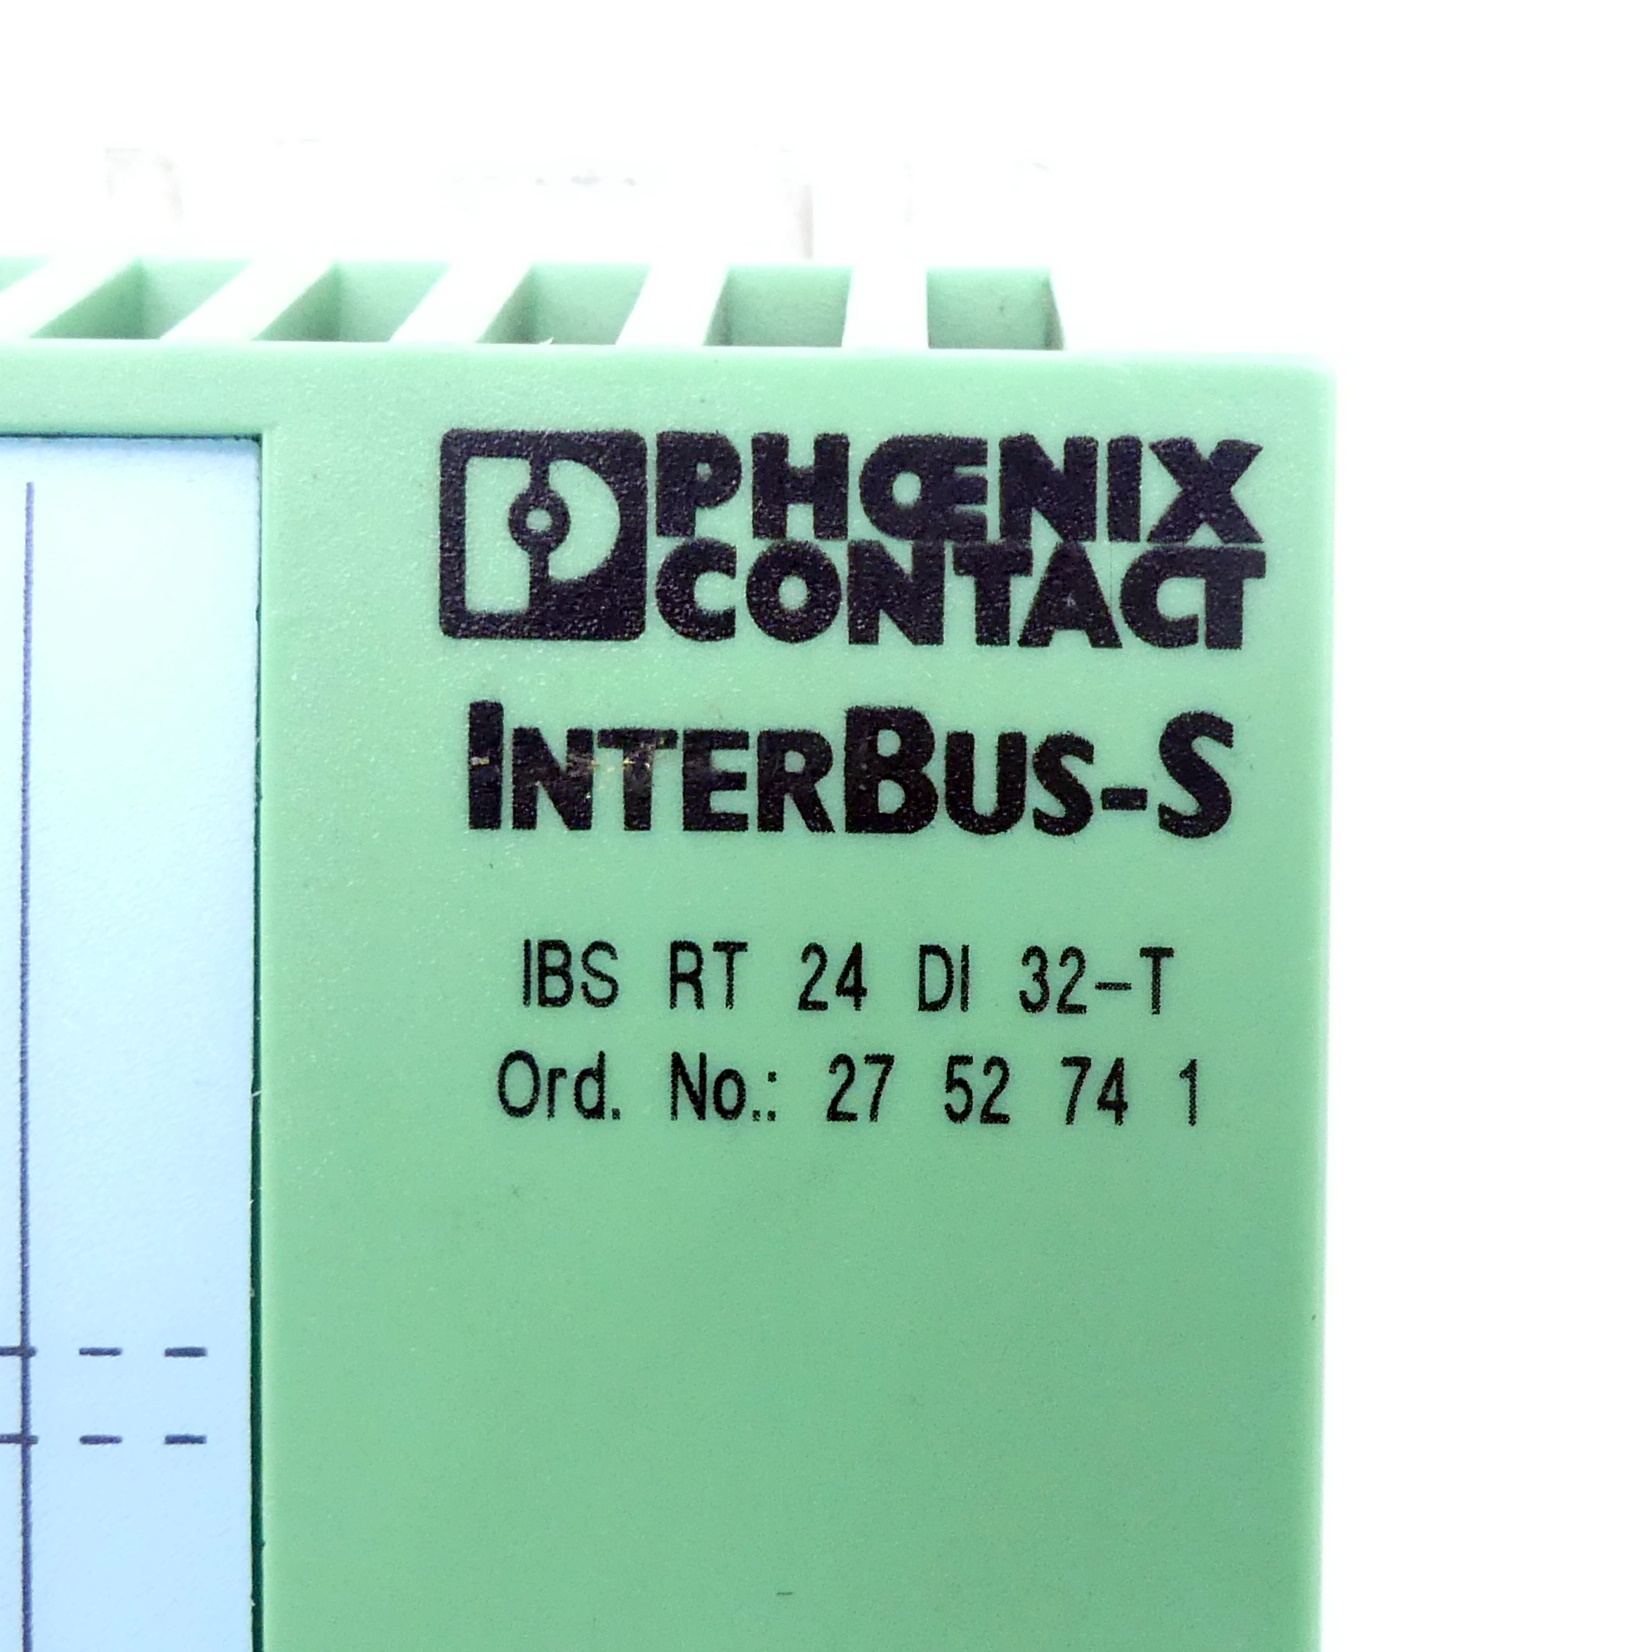 PHŒNIX
CONTACT
INTERBUS-S
IBS RT 24 DI 32-T
Ord. No.: 27 52 74 1